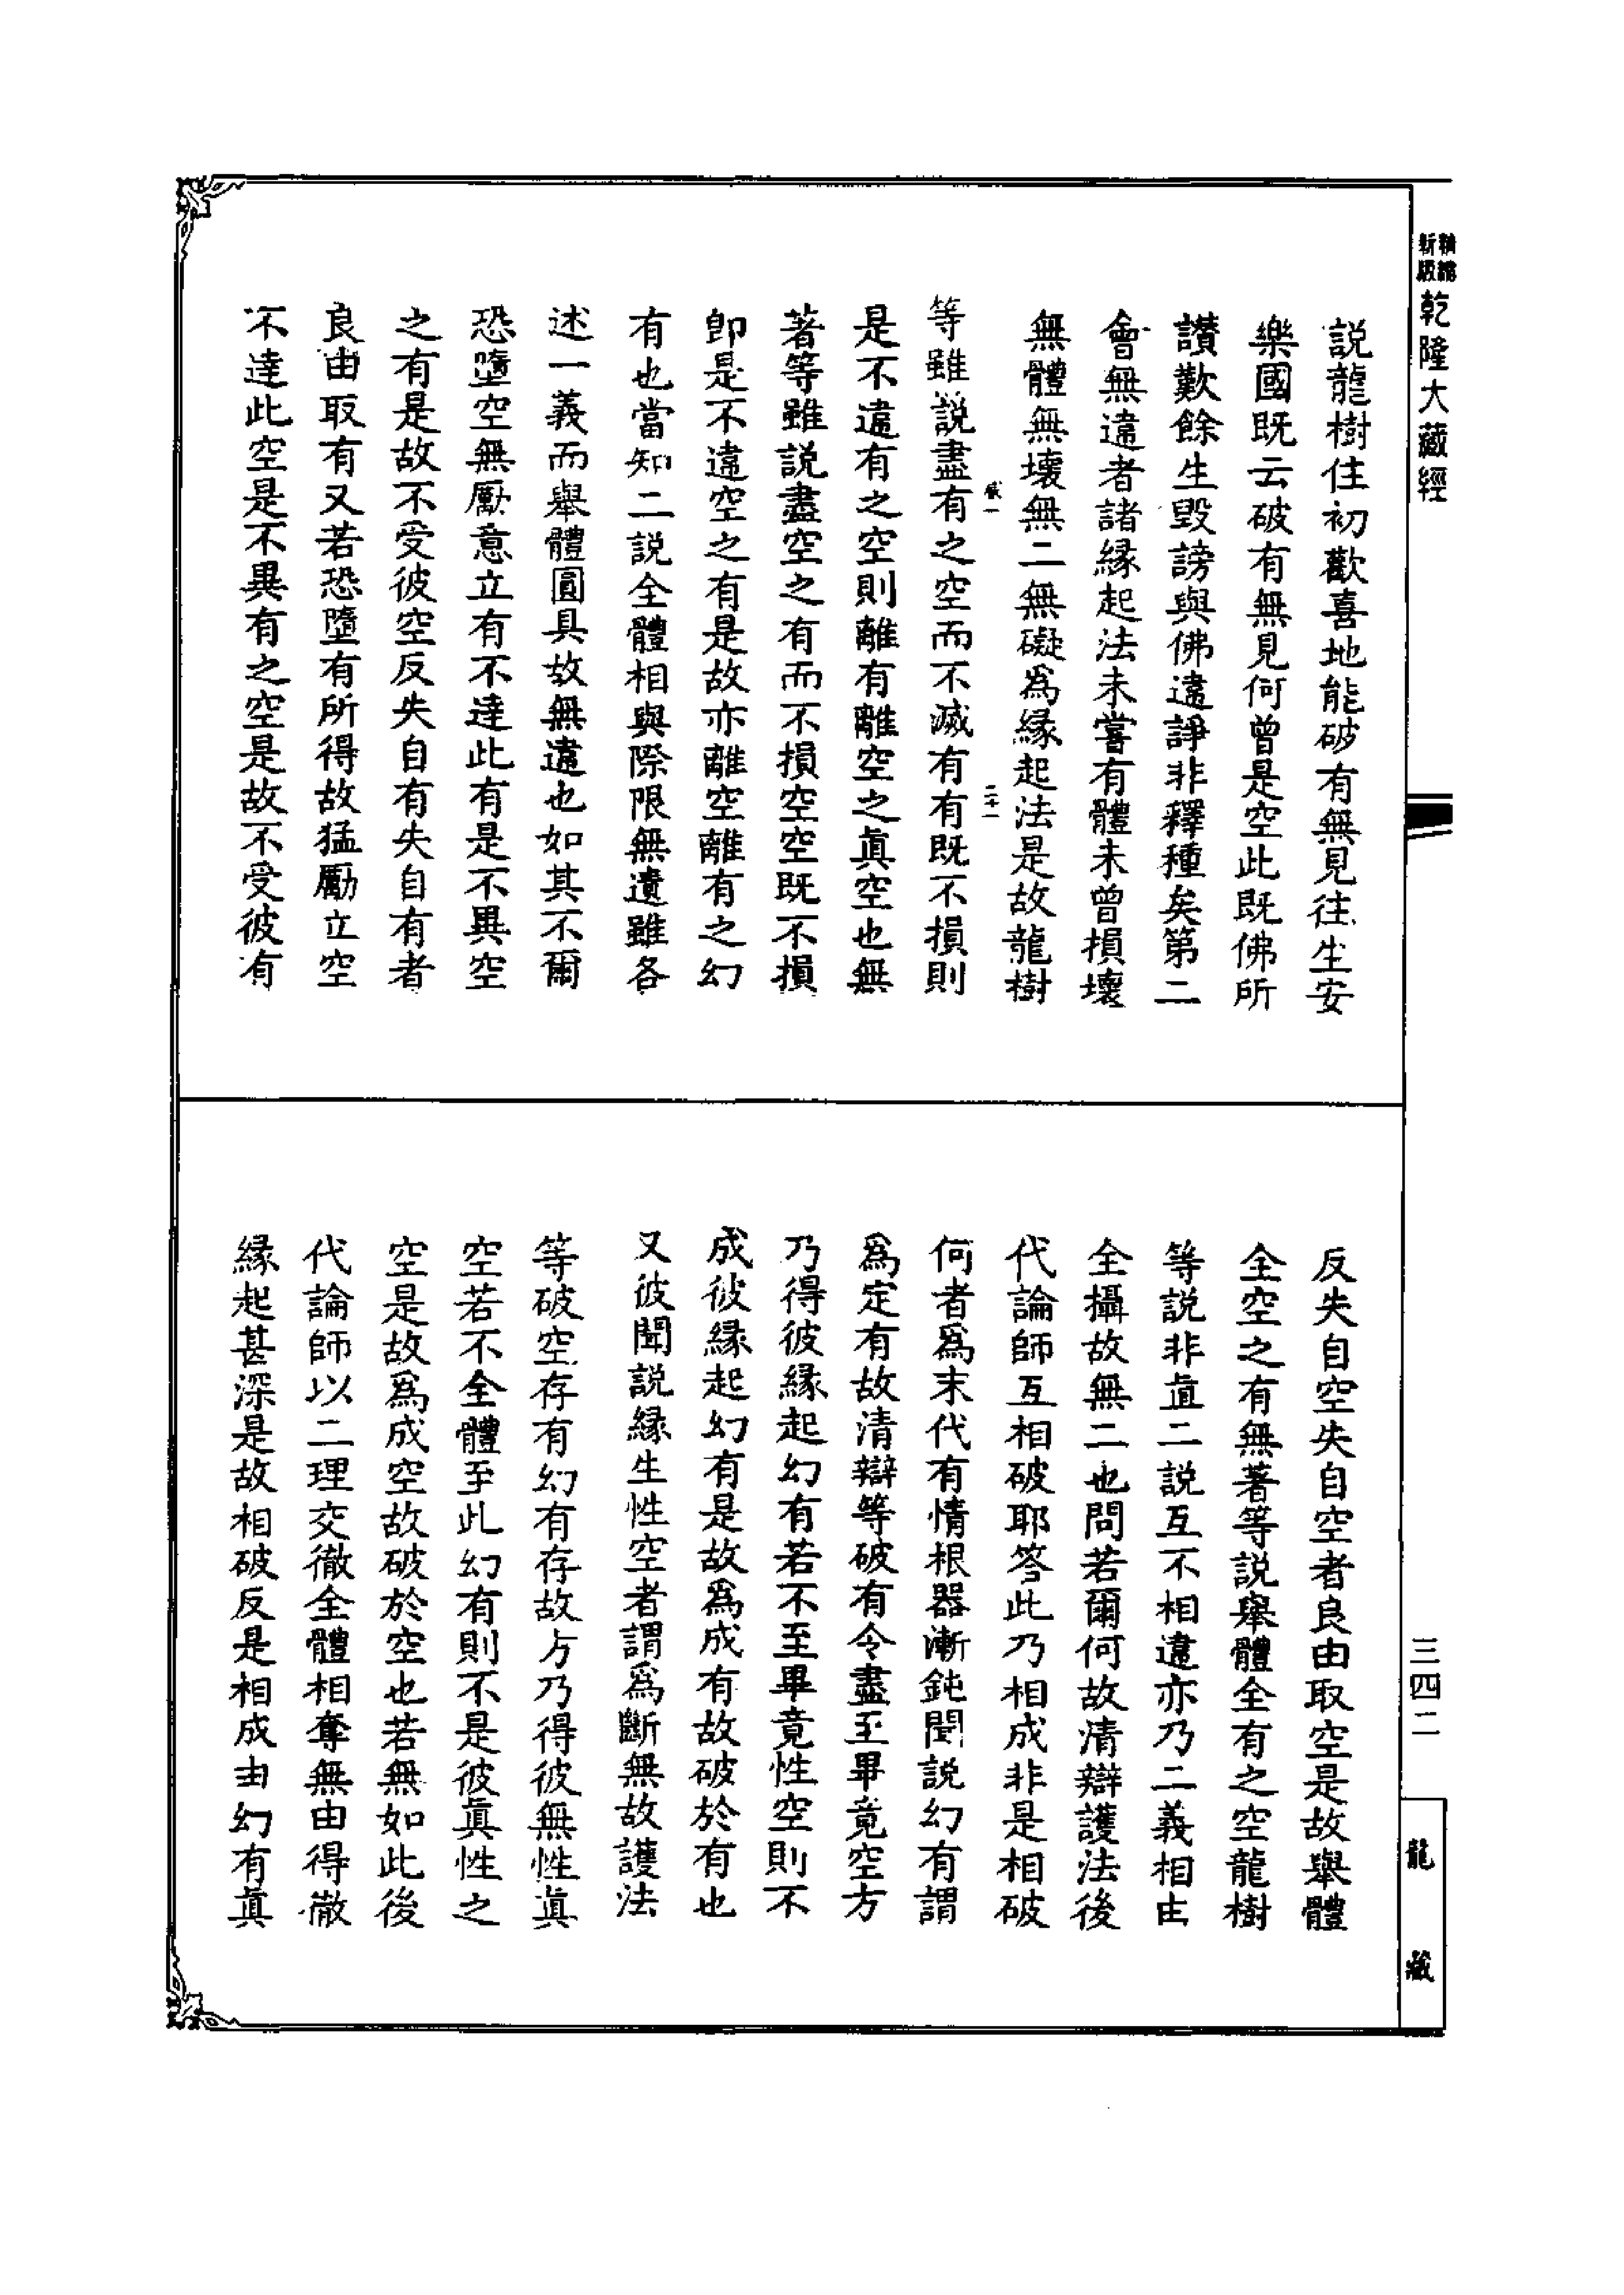 精縮
新版
乾隆大藏經
說龍樹住初歡喜地能破有無見往生安
樂國既云破有無見何曾是空此既佛所
讃歎餘生毀謗與佛違諍非釋種矣第二
會無違者諸緣起法未嘗有體未曾損壞
無體無壞無二無礙爲緣起法是故龍樹
二十一
等雖說盡有之空而不滅有有既不損則
是不違有之空則離有離空之眞空也無
著等雖說盡空之有而不損空空既不損
卽是不違空之有是故亦離空離有之幻
有也當知二說全體相與際限無遺雖各
述一義而舉體圓具故無違也如其不爾
恐墮空無勵意立有不達此有是不異空
之有是故不受彼空反失自有失自有者
良由取有又若恐墮有所得故猛勵立空
不達此空是不異有之空是故不受彼有
反失自空失自空者良由取空是故舉體
全空之有無著等說舉體全有之空龍樹
等說非直二說互不相違亦乃二義相由
全攝故無二也問若爾何故清辯護法後
代論師互相破耶答此乃相成非是相破
何者爲末代有情根器漸鈍聞說幻有謂
爲定有故清辯等破有令盡至畢竟空方
乃得彼緣起幻有若不至畢竟性空則不
成彼緣起幻有是故爲成有故破於有也
又彼聞說緣生性空者謂爲斷無故護法
等破空存有幻有存故方乃得彼無性眞
空若不全體至此幻有則不是彼眞性之
空是故爲成空故破於空也若無如此後
代論師以二理交徹全體相奪無由得徹
緣起甚深是故相破反是相成由幻有眞
三四二
龍藏